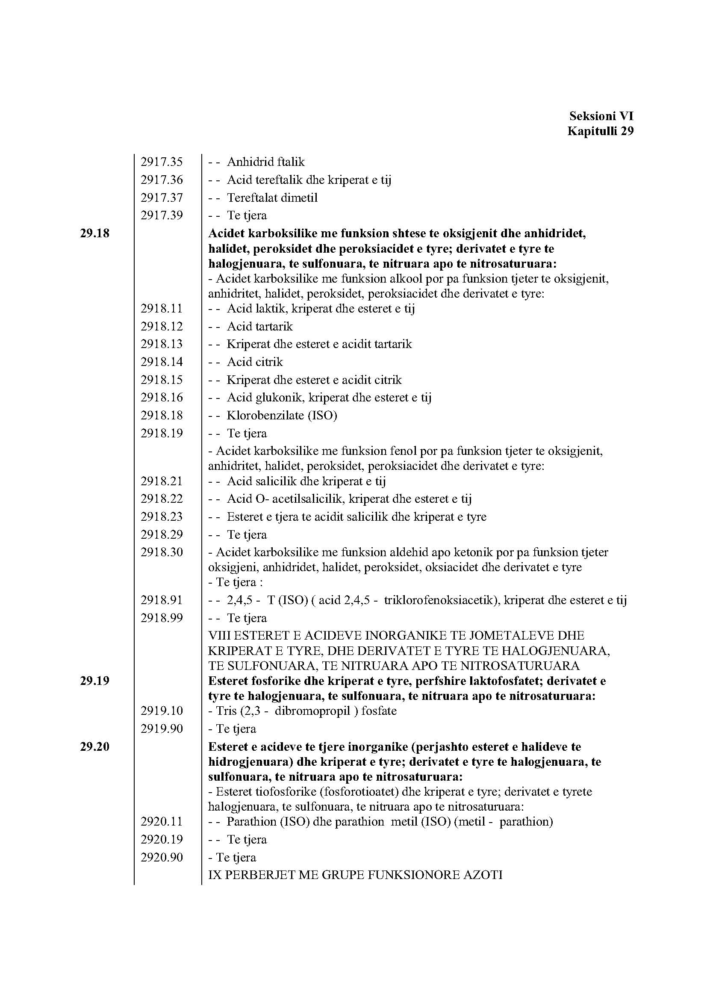 Seksioni VI
Kapitulli 29
2917.35 - - Anhidrid ftalik
2917.36 - - Acid tereftalik dhe kriperat e tij
2917.37 - - Tereftalat dimetil
2917.39 - - Te tjera
29.18 Acidet karboksilike me funksion shtese te oksigjenit dhe anhidridet,
halidet, peroksidet dhe peroksiacidet e tyre; derivatet e tyre te
halogjenuara, te sulfonuara, te nitruara apo te nitrosaturuara:
- Acidet karboksilike me funksion alkool por pa funksion tjeter te oksigjenit,
anhidritet, halidet, peroksidet, peroksiacidet dhe derivatet e tyre:
2918.11 - - Acid laktik, kriperat dhe esteret e tij
2918.12 - - Acid tartarik
2918.13 - - Kriperat dhe esteret e acidit tartarik
2918.14 - - Acid citrik
2918.15 - - Kriperat dhe esteret e acidit citrik
2918.16 - - Acid glukonik, kriperat dhe esteret e tij
2918.18 - - Klorobenzilate (ISO)
2918.19 - - Te tjera
- Acidet karboksilike me funksion fenol por pa funksion tjeter te oksigjenit,
anhidritet, halidet, peroksidet, peroksiacidet dhe derivatet e tyre:
2918.21 - - Acid salicilik dhe kriperat e tij
2918.22 - - Acid O- acetilsalicilik, kriperat dhe esteret e tij
2918.23 - - Esteret e tjera te acidit salicilik dhe kriperat e tyre
2918.29 - - Te tjera
2918.30 - Acidet karboksilike me funksion aldehid apo ketonik por pa funksion tjeter
oksigjeni, anhidridet, halidet, peroksidet, oksiacidet dhe derivatet e tyre
- Te tjera :
2918.91 - - 2,4,5 - T (ISO) ( acid 2,4,5 - triklorofenoksiacetik), kriperat dhe esteret e tij
2918.99 - - Te tjera
VIII ESTERET E ACIDEVE INORGANIKE TE JOMETALEVE DHE
KRIPERAT E TYRE, DHE DERIVATET E TYRE TE HALOGJENUARA,
TE SULFONUARA, TE NITRUARA APO TE NITROSATURUARA
29.19 Esteret fosforike dhe kriperat e tyre, perfshire laktofosfatet; derivatet e
tyre te halogjenuara, te sulfonuara, te nitruara apo te nitrosaturuara:
2919.10 - Tris (2,3 - dibromopropil ) fosfate
2919.90 - Te tjera
29.20 Esteret e acideve te tjere inorganike (perjashto esteret e halideve te
hidrogjenuara) dhe kriperat e tyre; derivatet e tyre te halogjenuara, te
sulfonuara, te nitruara apo te nitrosaturuara:
- Esteret tiofosforike (fosforotioatet) dhe kriperat e tyre; derivatet e tyrete
halogjenuara, te sulfonuara, te nitruara apo te nitrosaturuara:
2920.11 - - Parathion (ISO) dhe parathion metil (ISO) (metil - parathion)
2920.19 - - Te tjera
2920.90 - Te tjera
IX PERBERJET ME GRUPE FUNKSIONORE AZOTI